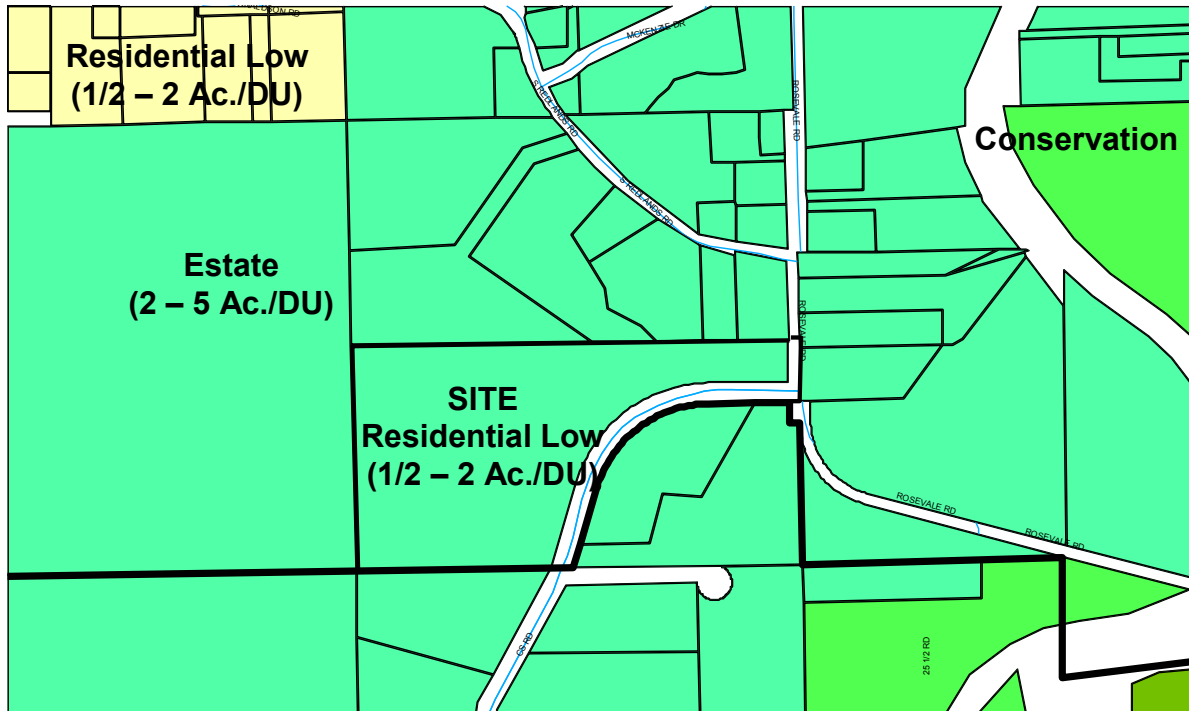 Residential Low
(1/2 – 2 Ac./DU)
MCKENZIE DR
S REDLANDS RD
ROSEVALE RD
Conservation
S REDLANDS RD
Estate
(2 – 5 Ac./DU)
ROSEVALE RD
SITE
Residential Low
(1/2 – 2 Ac./DU)
ROSEVALE RD
ROSEVALE RD
CS RD
25 1/2 RD